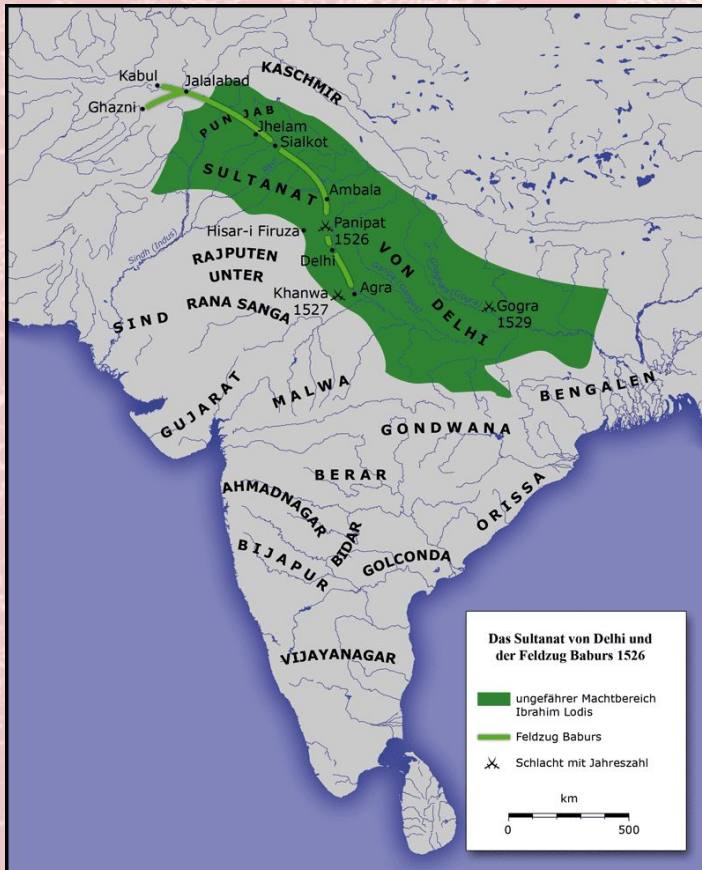 KASCHMIR
Kabul
Jalalabad
Ghazni
PUNJAB
Jhelam
Sialkot
SULTANAT
Ambala
Hisar-i Firuza
Panipat
1526
VON
Sindh (Indus)
RAJPUTEN
UNTER
RANA SANGA
Delhi
DELHI
Khanwa
1527
Agra
Gogra
1529
SIND
GUJARAT
MALWA
BENGALEN
GONDWANA
BERAR
AHMADNAGAR
BIDAR
ORISSA
BIJAPUR
GOLCONDA
VIJAYANAGAR
Das Sultanat von Delhi und
der Feldzug Baburs 1526
ungefährer Machtbereich
Ibrahim Lodis
Feldzug Baburs
Schlacht mit Jahreszahl
km
0 500